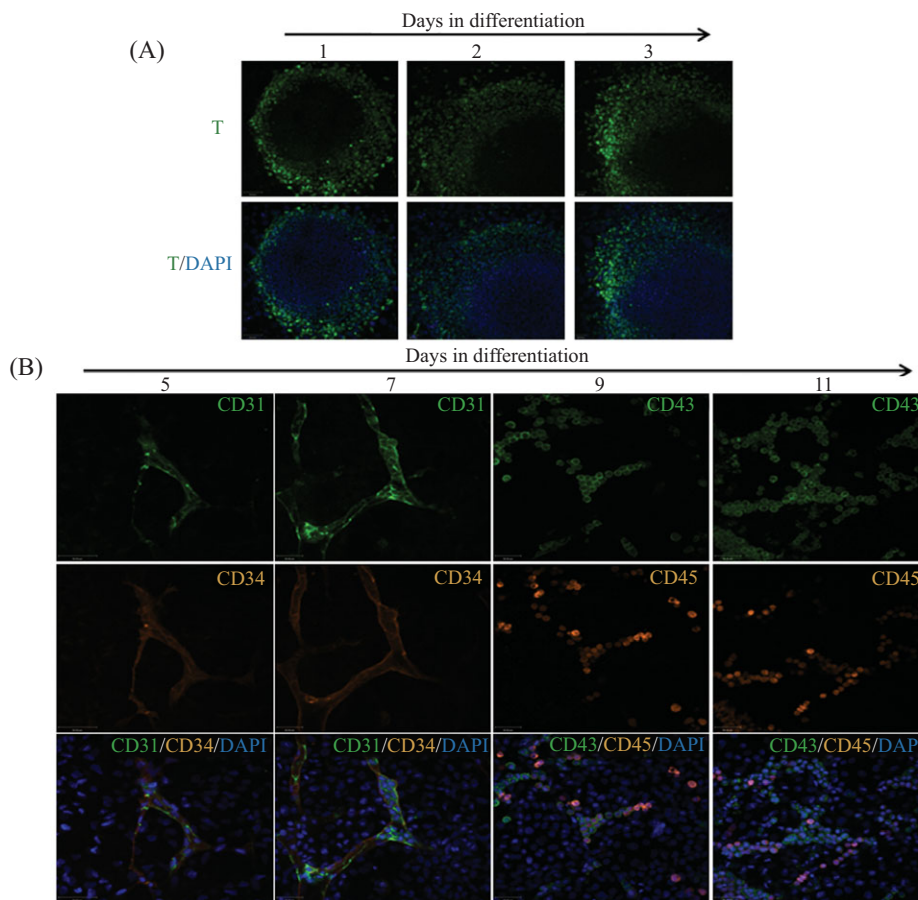 Days in differentiation
(A)
1 2 3
T
T/DAPI
Days in differentiation
(B)
5 7 9 11
CD31 CD31 CD43 CD43
CD34 CD34 CD45 CD45
CD31/CD34/DAPI CD31/CD34/DAPI CD43/CD45/DAPI CD43/CD45/DAP